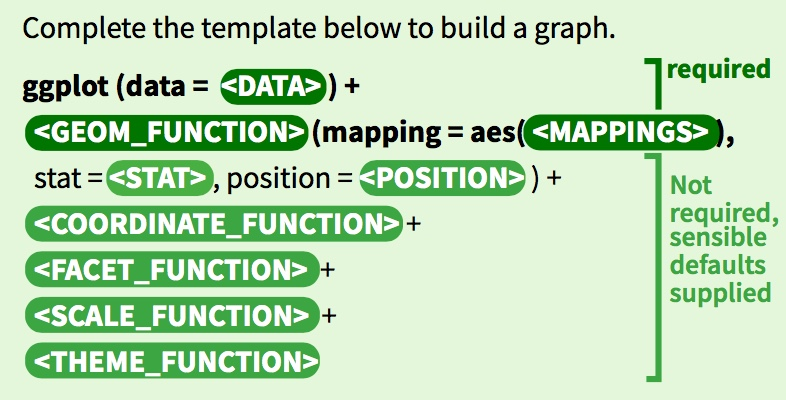 Complete the template below to build a graph.
ggplot (data = <DATA>) +
<GEOM_FUNCTION> (mapping = aes(<MAPPINGS>),
stat = <STAT>, position = <POSITION>) +
<COORDINATE_FUNCTION> +
<FACET_FUNCTION> +
<SCALE_FUNCTION> +
<THEME_FUNCTION>
required
Not
required,
sensible
defaults
supplied